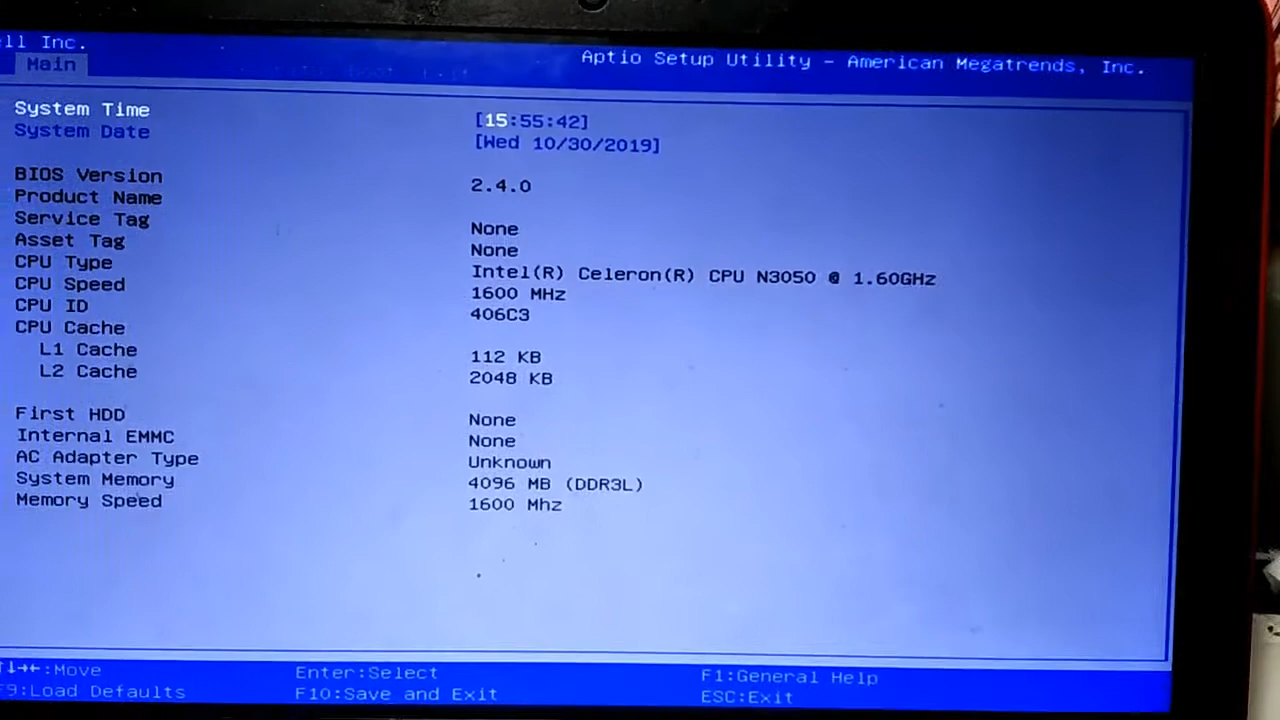 ll Inc.
Aptio Setup Utility - American Megatrends, Inc.
Main
System Time [15:55:42]
System Date [Wed 10/30/2019]
BIOS Version 2.4.0
Product Name
Service Tag None
Asset Tag None
CPU Type Intel(R) Celeron(R) CPU N3050 @ 1.60GHz
CPU Speed 1600 MHz
CPU ID 406C3
CPU Cache
L1 Cache 112 KB
L2 Cache 2048 KB
First HDD None
Internal EMMC None
AC Adapter Type Unknown
System Memory 4096 MB (DDR3L)
Memory Speed 1600 Mhz
↑↓→←:Move Enter:Select F1:General Help
F9:Load Defaults F10:Save and Exit ESC:Exit